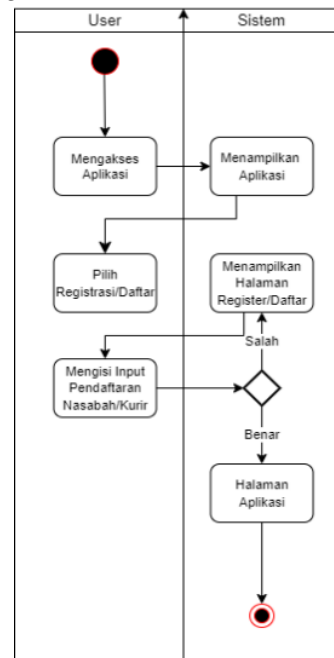 User
Sistem
Mengakses
Aplikasi
Menampilkan
Aplikasi
Pilih
Registrasi/Daftar
Menampilkan
Halaman
Register/Daftar
Salah
Mengisi Input
Pendaftaran
Nasabah/Kurir
Benar
Halaman
Aplikasi